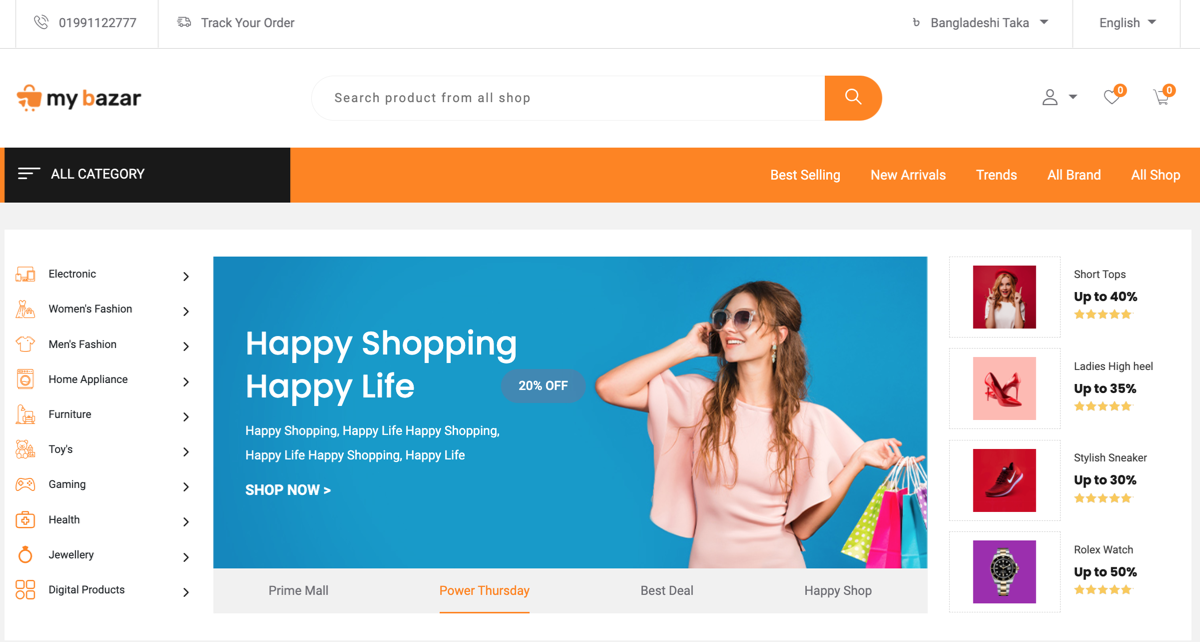 01991122777
Track Your Order
৳ Bangladeshi Taka
English
my bazar
Search product from all shop
0
0
ALL CATEGORY
Best Selling
New Arrivals
Trends
All Brand
All Shop
Electronic
Women's Fashion
Men's Fashion
Home Appliance
Furniture
Toy's
Gaming
Health
Jewellery
Digital Products
Happy Shopping
Happy Life
20% OFF
Happy Shopping, Happy Life Happy Shopping,
Happy Life Happy Shopping, Happy Life
SHOP NOW >
Prime Mall
Power Thursday
Best Deal
Happy Shop
Short Tops
Up to 40%
Ladies High heel
Up to 35%
Stylish Sneaker
Up to 30%
Rolex Watch
Up to 50%